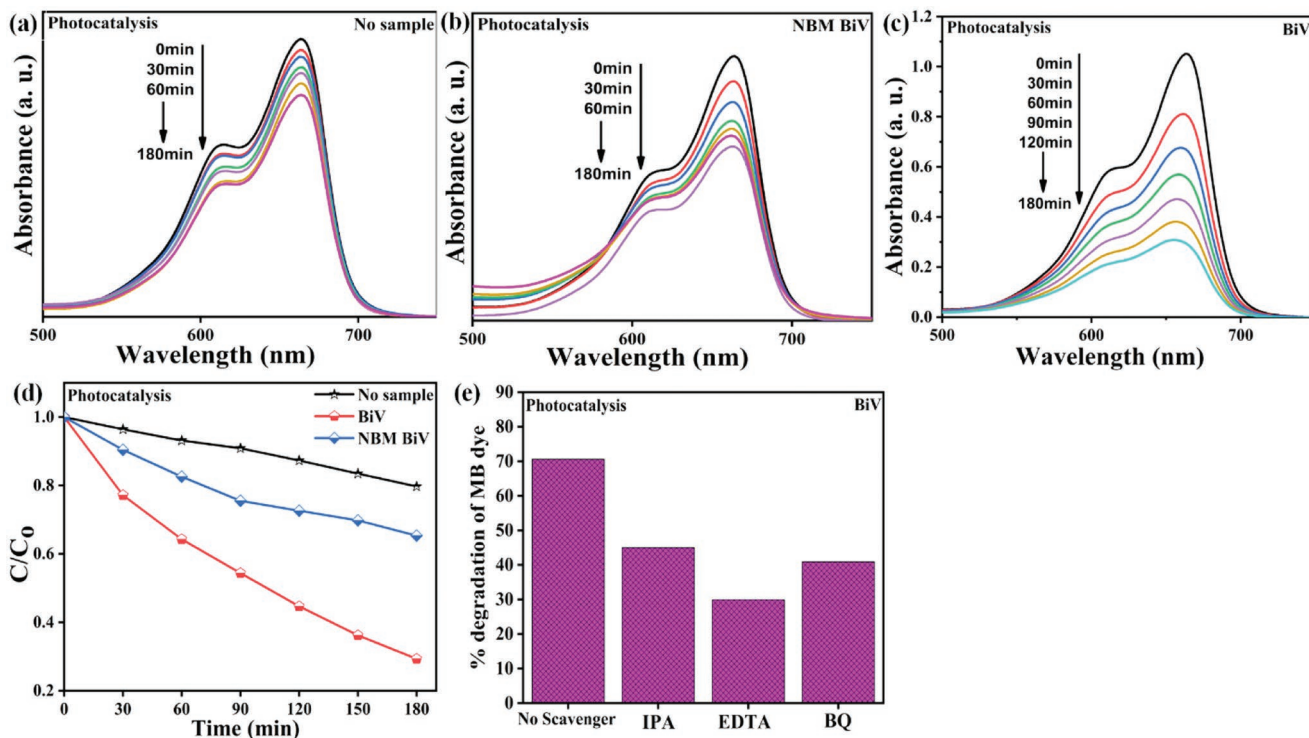 (a)
Photocatalysis
No sample
0min
30min
60min
180min
Absorbance (a. u.)
500
600
700
Wavelength (nm)
(b)
Photocatalysis
NBM BiV
0min
30min
60min
180min
Absorbance (a. u.)
500
600
700
Wavelength (nm)
(c)
Photocatalysis
BiV
0min
30min
60min
90min
120min
180min
Absorbance (a. u.)
1.2
1.0
0.8
0.6
0.4
0.2
0.0
500
600
700
Wavelength (nm)
(d)
Photocatalysis
No sample
BiV
NBM BiV
C/Co
1.0
0.8
0.6
0.4
0.2
0
30
60
90
120
150
180
Time (min)
(e)
Photocatalysis
BiV
% degradation of MB dye
90
80
70
60
50
40
30
20
10
0
No Scavenger
IPA
EDTA
BQ